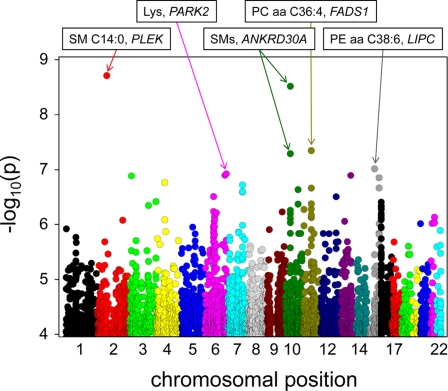 Lys, PARK2
PC aa C36:4, FADS1
SM C14:0, PLEK
SMs, ANKRD30A
PE aa C38:6, LIPC
9
8
7
6
5
4
-log10(p)
1 2 3 4 5 6 7 8 9 10 12 14 17 22
chromosomal position